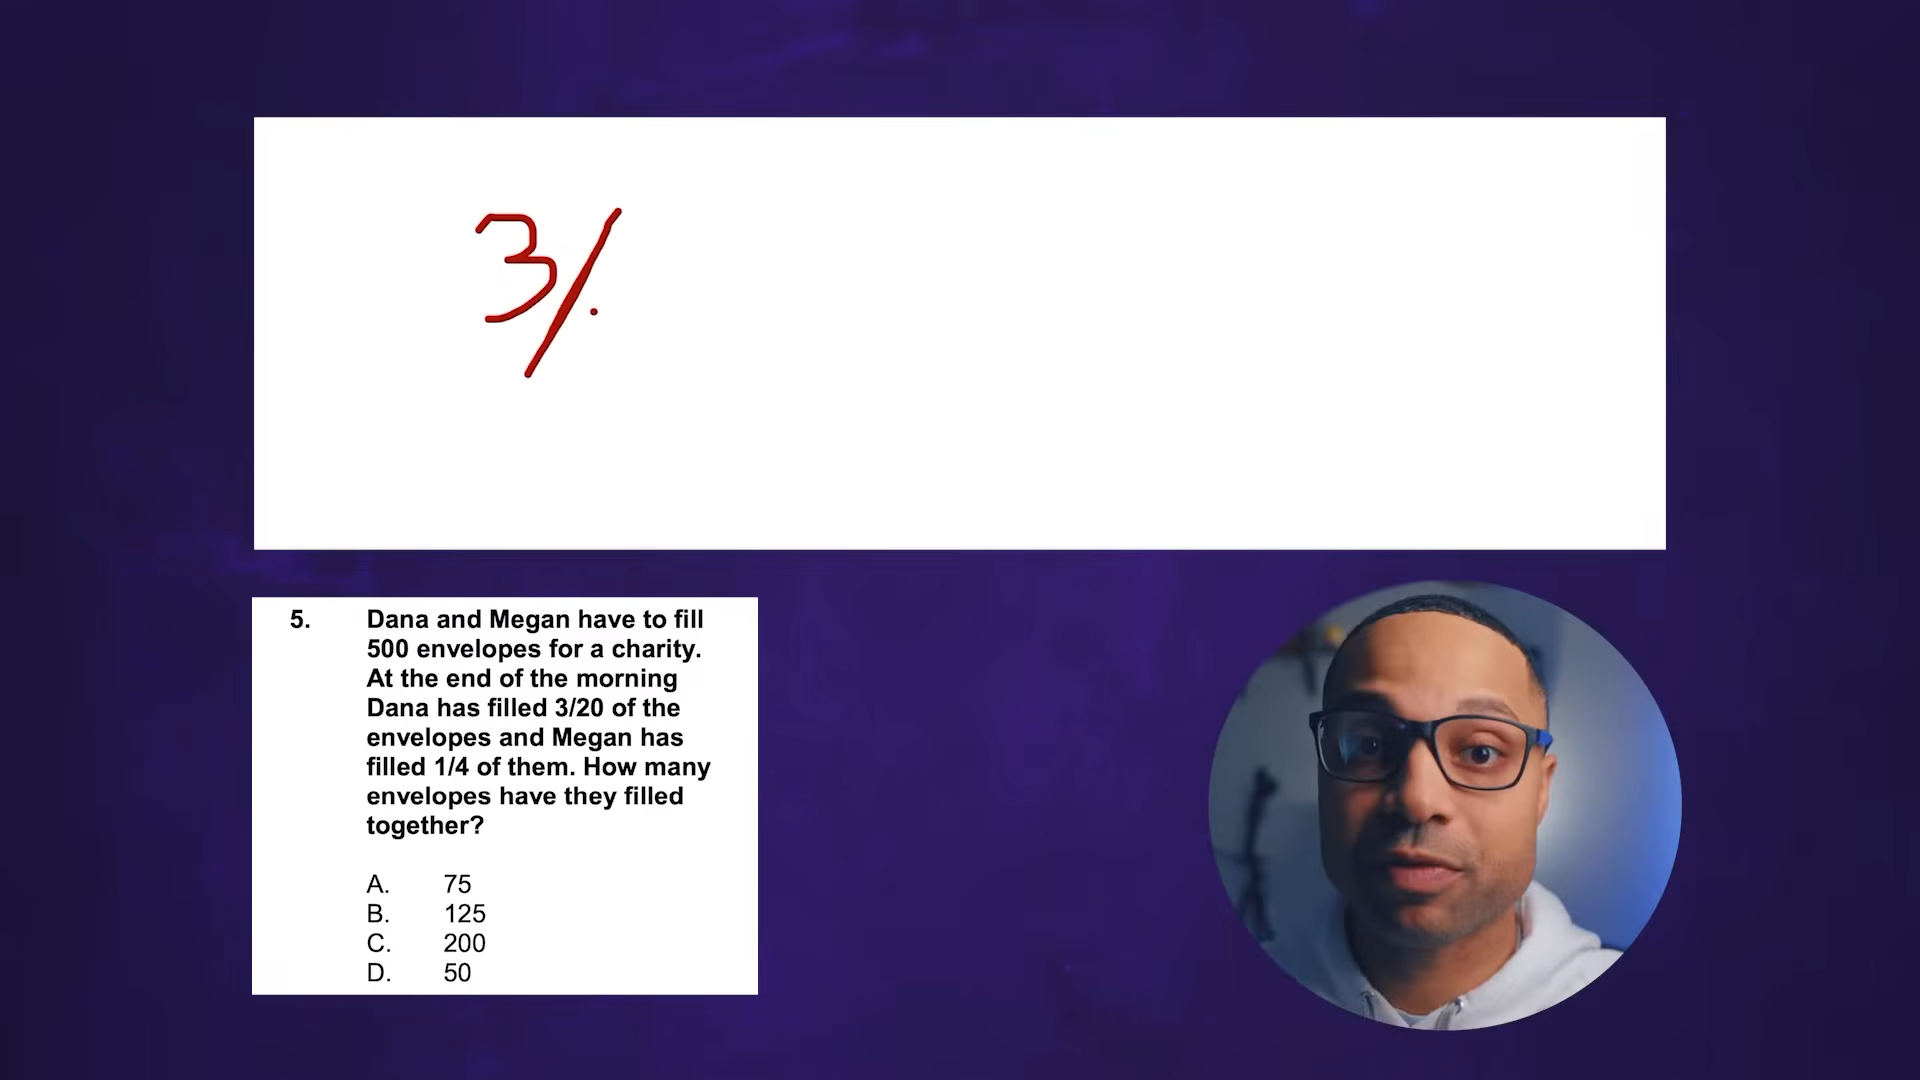 3/
5. Dana and Megan have to fill
500 envelopes for a charity.
At the end of the morning
Dana has filled 3/20 of the
envelopes and Megan has
filled 1/4 of them. How many
envelopes have they filled
together?
A. 75
B. 125
C. 200
D. 50